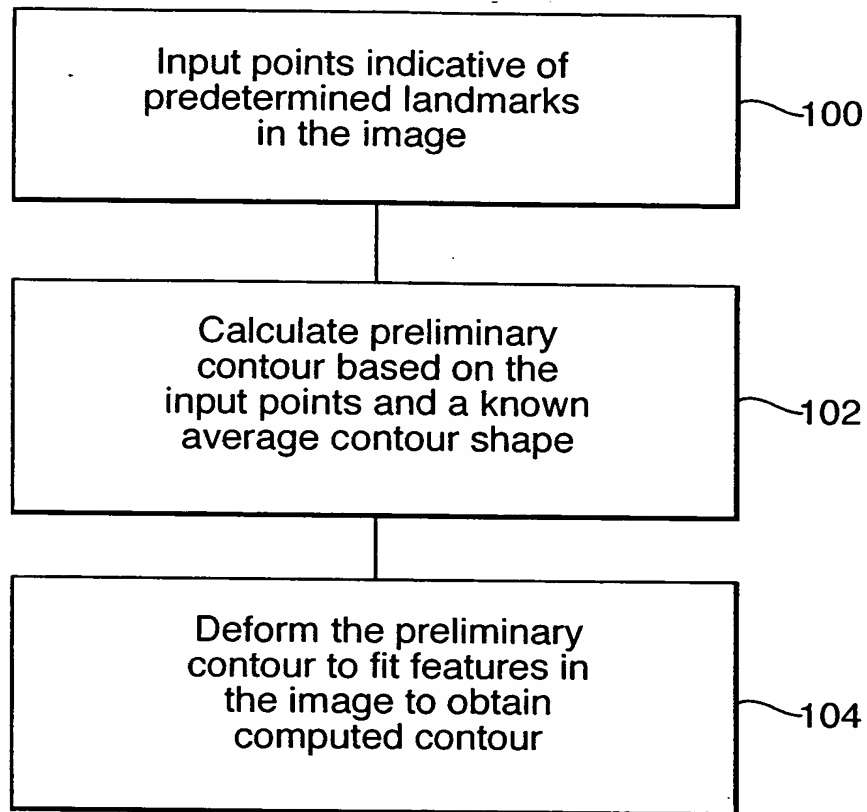 Input points indicative of
predetermined landmarks
in the image
100
Calculate preliminary
contour based on the
input points and a known
average contour shape
102
Deform the preliminary
contour to fit features in
the image to obtain
computed contour
104